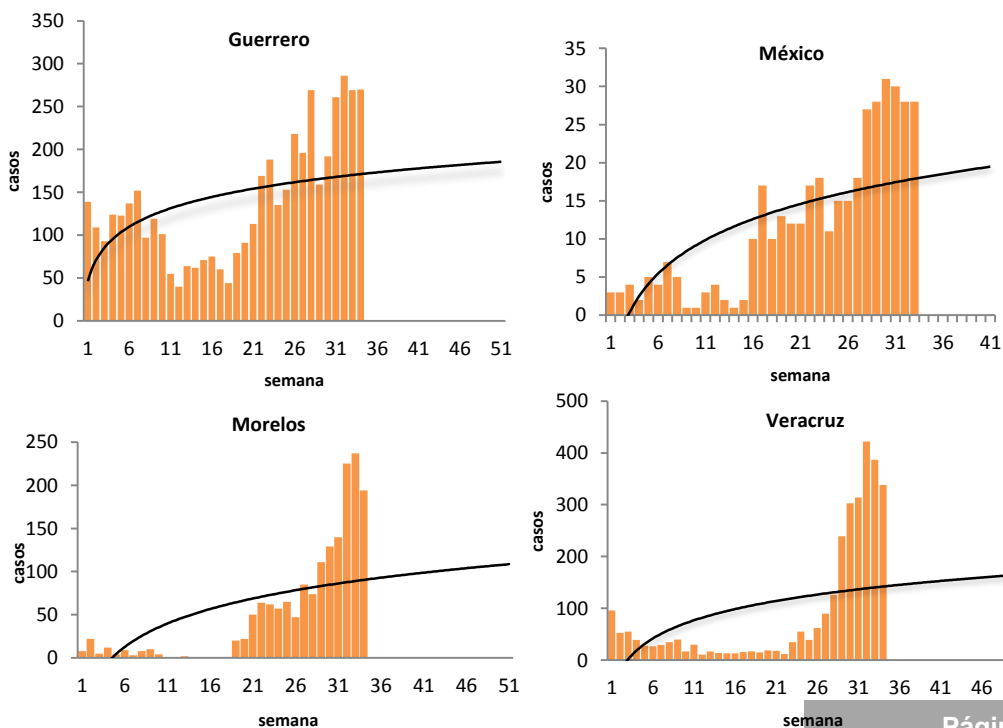 Guerrero
350
300
250
200
150
100
50
0
casos
1 6 11 16 21 26 31 36 41 46 51
semana
México
35
30
25
20
15
10
5
0
casos
1 6 11 16 21 26 31 36 41
semana
Morelos
250
200
150
100
50
0
casos
1 6 11 16 21 26 31 36 41 46 51
semana
Veracruz
500
400
300
200
100
0
casos
1 6 11 16 21 26 31 36 41 46
semana
Págin